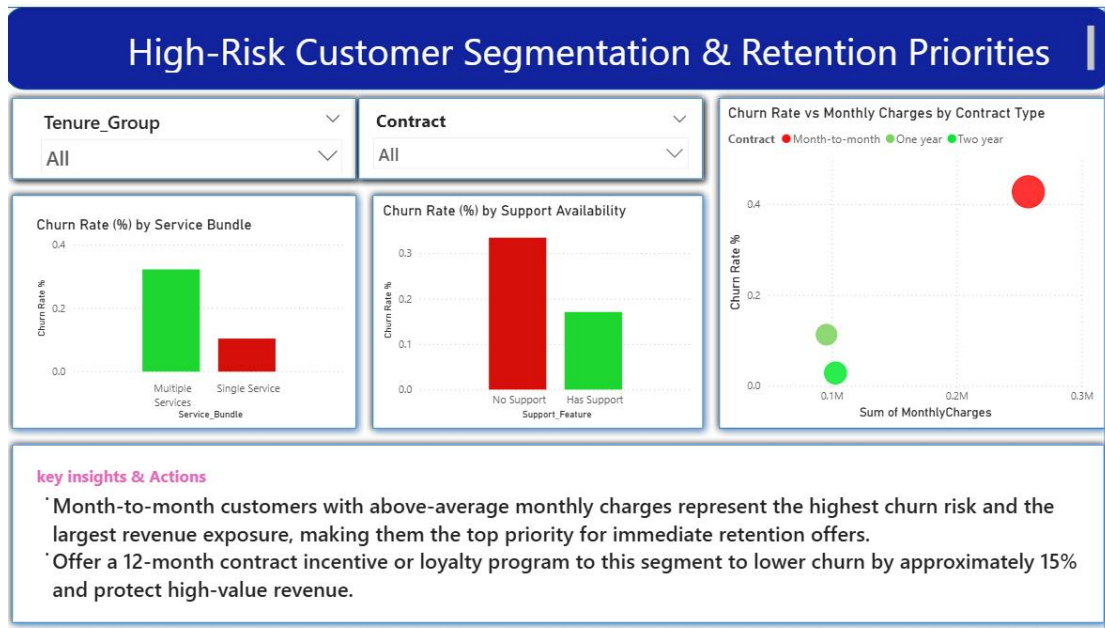 High-Risk Customer Segmentation & Retention Priorities
Tenure_Group
All
Contract
All
Churn Rate vs Monthly Charges by Contract Type
Contract Month-to-month One year Two year
Churn Rate %
0.4
0.2
0.0
0.1M 0.2M 0.3M
Sum of MonthlyCharges
Churn Rate (%) by Service Bundle
Churn Rate %
0.4
0.2
0.0
Multiple Services
Single Service
Service_Bundle
Churn Rate (%) by Support Availability
Churn Rate %
0.3
0.2
0.1
0.0
No Support Has Support
Support_Feature
key insights & Actions
Month-to-month customers with above-average monthly charges represent the highest churn risk and the
largest revenue exposure, making them the top priority for immediate retention offers.
Offer a 12-month contract incentive or loyalty program to this segment to lower churn by approximately 15%
and protect high-value revenue.